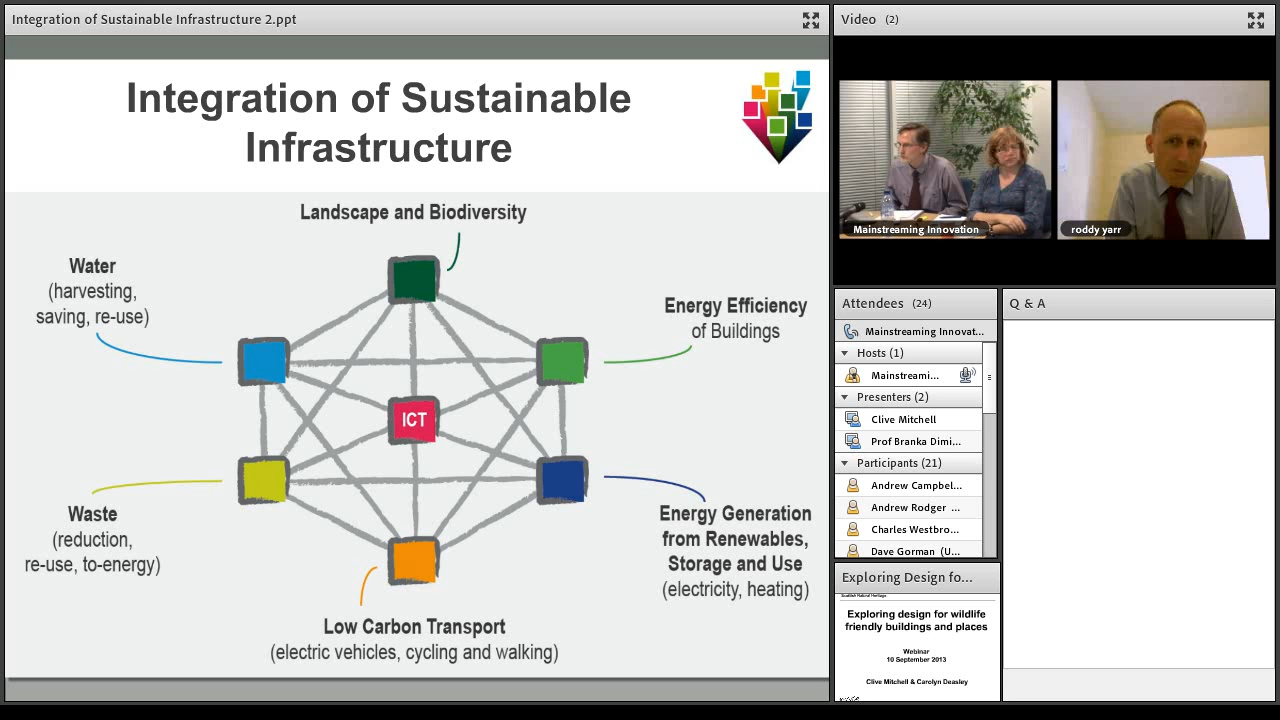 Integration of Sustainable Infrastructure 2.ppt
Integration of Sustainable
Infrastructure
Landscape and Biodiversity
Water
(harvesting,
saving, re-use)
Energy Efficiency
of Buildings
ICT
Waste
(reduction,
re-use, to-energy)
Energy Generation
from Renewables,
Storage and Use
(electricity, heating)
Low Carbon Transport
(electric vehicles, cycling and walking)
Video (2)
Mainstreaming Innovation
roddy yarr
Attendees (24)
Mainstreaming Innovat...
Hosts (1)
Mainstreami...
Presenters (2)
Clive Mitchell
Prof Branka Dimi...
Participants (21)
Andrew Campbel...
Andrew Rodger ...
Charles Westbro...
Dave Gorman (U...
Q & A
Exploring Design fo...
Scottish Natural Heritage
Exploring design for wildlife
friendly buildings and places
Webinar
10 September 2013
Clive Mitchell & Carolyn Deasley